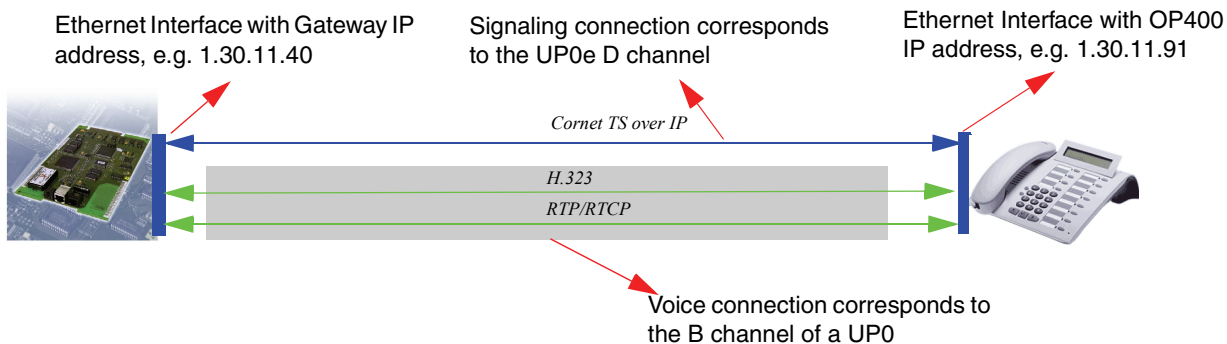 Ethernet Interface with Gateway IP
address, e.g. 1.30.11.40
Signaling connection corresponds
to the UP0e D channel
Ethernet Interface with OP400
IP address, e.g. 1.30.11.91
Cornet TS over IP
H.323
RTP/RTCP
Voice connection corresponds to
the B channel of a UP0